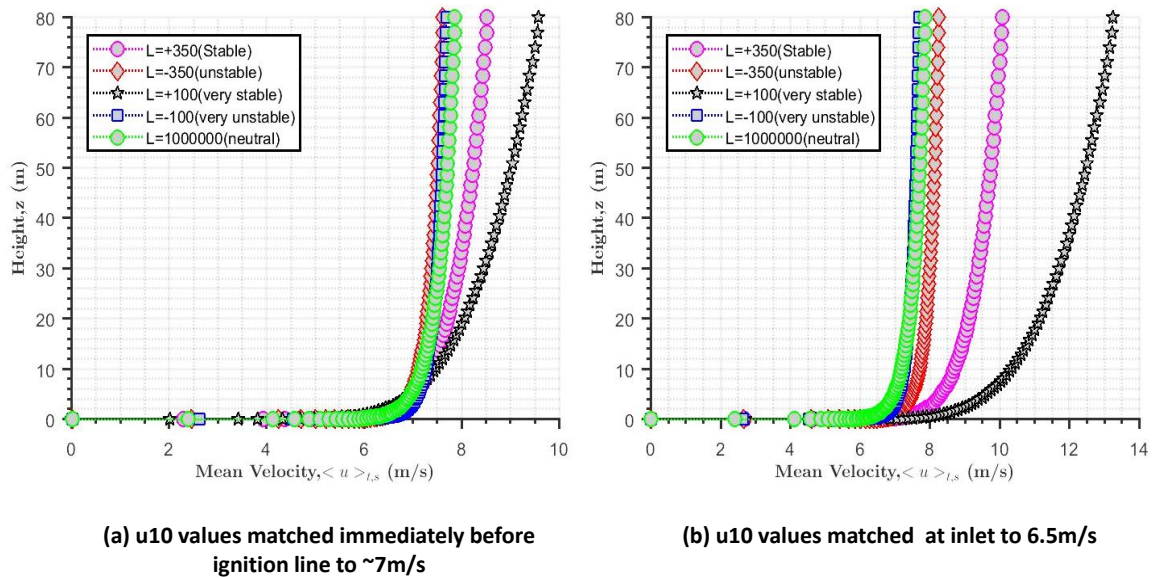 80
70
60
50
40
30
20
10
0
Height,z (m)
L=+350(Stable)
L=-350(unstable)
L=+100(very stable)
L=-100(very unstable)
L=1000000(neutral)
0 2 4 6 8 10
Mean Velocity,< u >t,s (m/s)
(a) u10 values matched immediately before
ignition line to ~7m/s
80
70
60
50
40
30
20
10
0
Height,z (m)
L=+350(Stable)
L=-350(unstable)
L=+100(very stable)
L=-100(very unstable)
L=1000000(neutral)
0 2 4 6 8 10 12 14
Mean Velocity,< u >t,s (m/s)
(b) u10 values matched at inlet to 6.5m/s